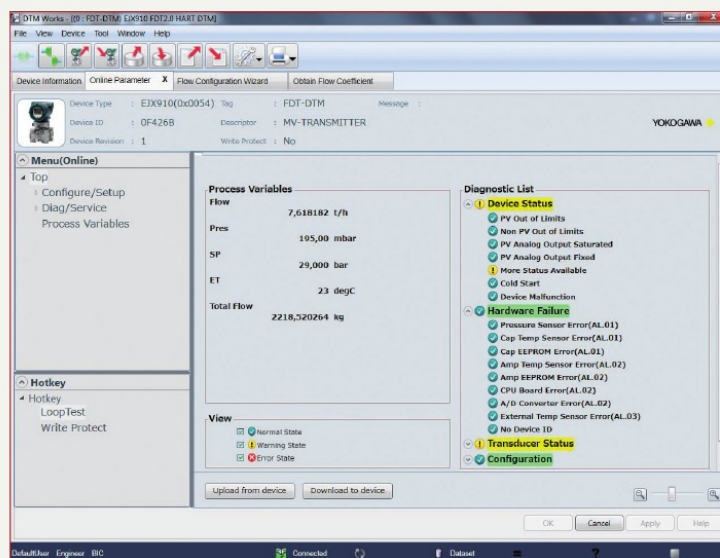 DTM Works - [(0 : FDT-DTM) EJX910 FDT2.0 HART DTM]
File View Device Tool Window Help
Device Information Online Parameter X Flow Configuration Wizard Obtain Flow Coefficient
Device Type : EJX910(0x0054) Tag : FDT-DTM Message :
Device ID : 0F426B Descriptor : MV-TRANSMITTER YOKOGAWA
Device Revision : 1 Write Protect : No
Menu(Online)
Top
Configure/Setup
Diag/Service
Process Variables
Hotkey
Hotkey
LoopTest
Write Protect
Process Variables
Flow
7,618182 t/h
Pres
195,00 mbar
SP
29,000 bar
ET
23 degC
Total Flow
2218,520264 kg
View
Normal State
Warning State
Error State
Diagnostic List
Device Status
PV Out of Limits
Non PV Out of Limits
PV Analog Output Saturated
PV Analog Output Fixed
More Status Available
Cold Start
Device Malfunction
Hardware Failure
Pressure Sensor Error(AL.01)
Cap Temp Sensor Error(AL.01)
Cap EEPROM Error(AL.01)
Amp Temp Sensor Error(AL.02)
Amp EEPROM Error(AL.02)
CPU Board Error(AL.02)
A/D Converter Error(AL.02)
External Temp Sensor Error(AL.03)
No Device ID
Transducer Status
Configuration
Upload from device Download to device
OK Cancel Apply Help
DefaultUser Engineer BIC Connected Dataset = ?